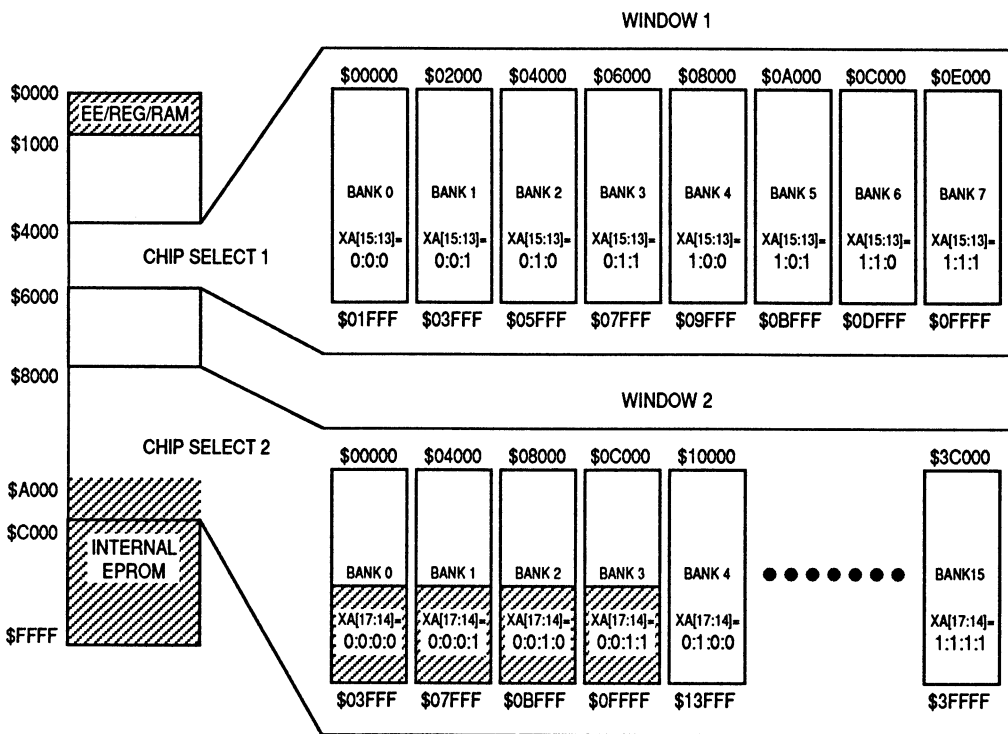 WINDOW 1
$0000
EE/REG/RAM
$1000
$4000
CHIP SELECT 1
$6000
$8000
CHIP SELECT 2
$A000
$C000
INTERNAL
EPROM
$FFFF
$00000 $02000 $04000 $06000 $08000 $0A000 $0C000 $0E000
BANK 0 BANK 1 BANK 2 BANK 3 BANK 4 BANK 5 BANK 6 BANK 7
XA[15:13]= XA[15:13]= XA[15:13]= XA[15:13]= XA[15:13]= XA[15:13]= XA[15:13]= XA[15:13]=
0:0:0 0:0:1 0:1:0 0:1:1 1:0:0 1:0:1 1:1:0 1:1:1
$01FFF $03FFF $05FFF $07FFF $09FFF $0BFFF $0DFFF $0FFFF
WINDOW 2
$00000 $04000 $08000 $0C000 $10000 $3C000
BANK 0 BANK 1 BANK 2 BANK 3 BANK 4 BANK15
XA[17:14]= XA[17:14]= XA[17:14]= XA[17:14]= XA[17:14]= XA[17:14]=
0:0:0:0 0:0:0:1 0:0:1:0 0:0:1:1 0:1:0:0 1:1:1:1
$03FFF $07FFF $0BFFF $0FFFF $13FFF $3FFFF